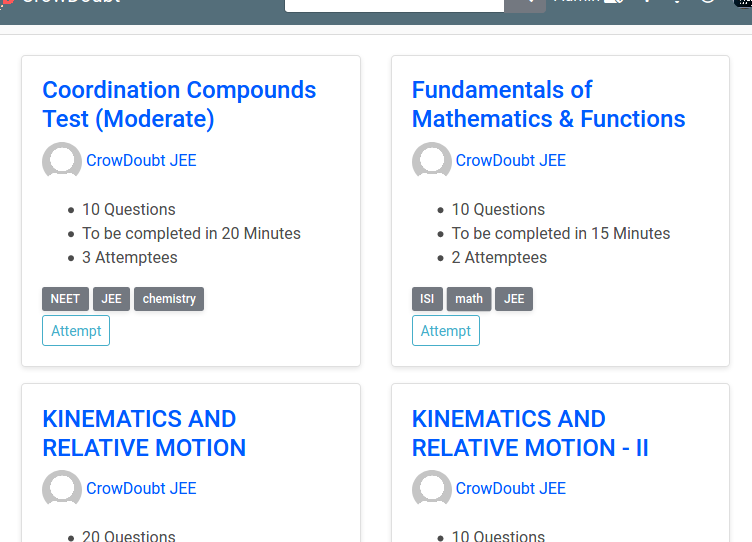 CrowDoubt
Admin
Coordination Compounds
Test (Moderate)
CrowDoubt JEE
10 Questions
To be completed in 20 Minutes
3 Attemptees
NEET JEE chemistry
Attempt
Fundamentals of
Mathematics & Functions
CrowDoubt JEE
10 Questions
To be completed in 15 Minutes
2 Attemptees
ISI math JEE
Attempt
KINEMATICS AND
RELATIVE MOTION
CrowDoubt JEE
20 Questions
KINEMATICS AND
RELATIVE MOTION - II
CrowDoubt JEE
10 Questions